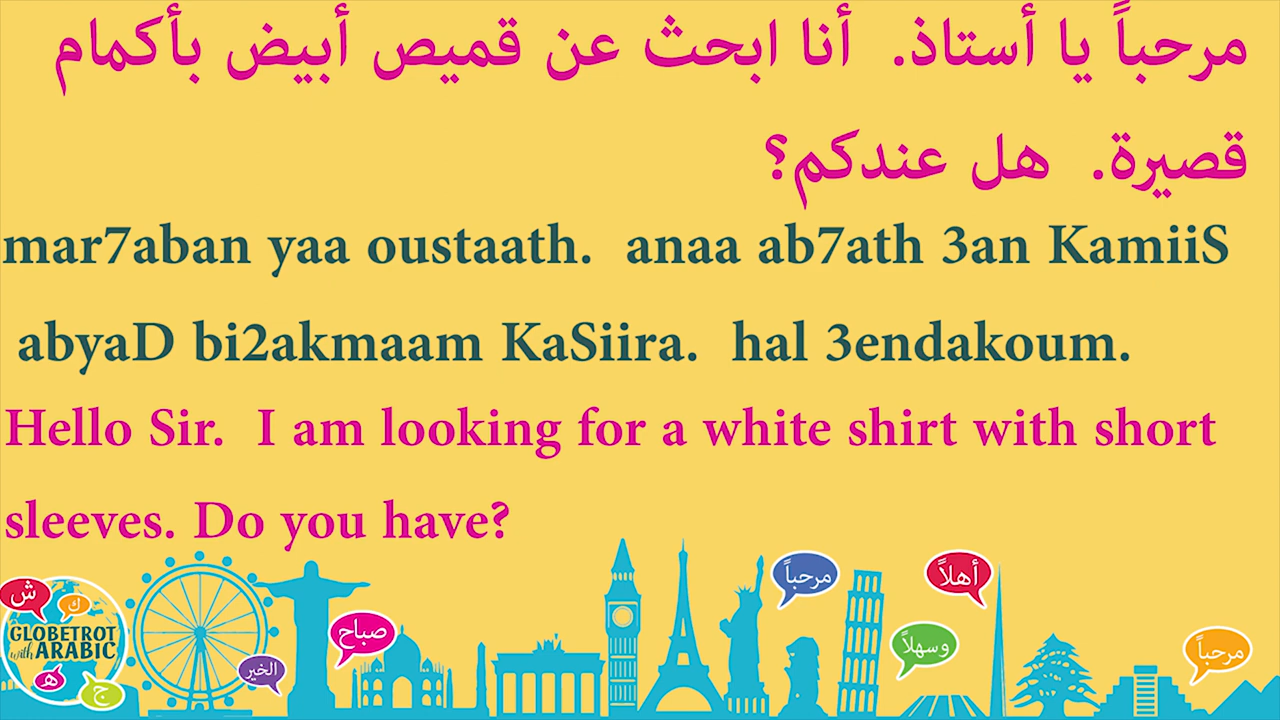 مرحباً يا أستاذ. أنا ابحث عن قميص أبيض بأكمام
قصيرة. هل عندكم؟
mar7aban yaa oustaath. anaa ab7ath 3an KamiiS
abyaD bi2akmaam KaSiira. hal 3endakoum.
Hello Sir. I am looking for a white shirt with short
sleeves. Do you have?
ش
ك
GLOBETROT
with ARABIC
ه
ج
الخير
صباح
مرحباً
أهلاً
وسهلاً
مرحباً